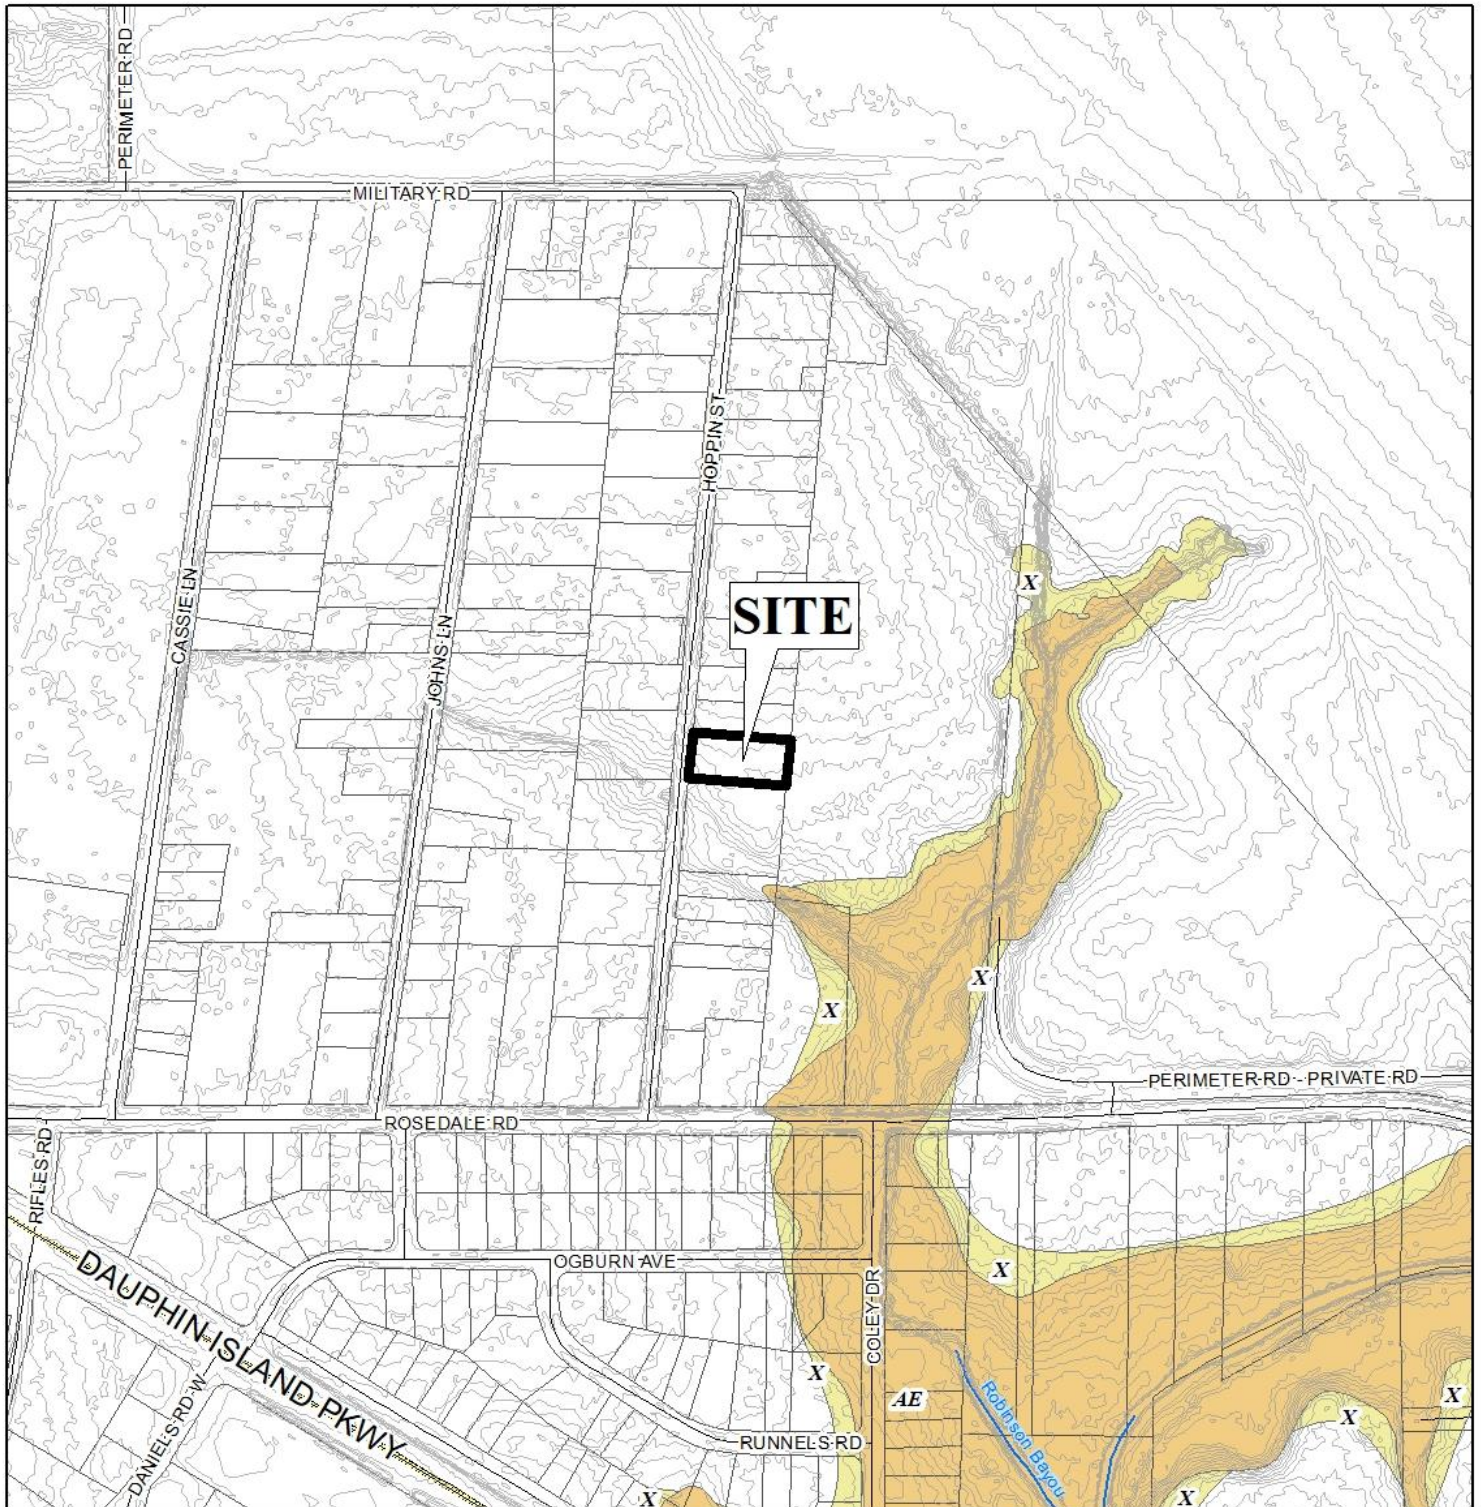 PERIMETER RD
MILITARY RD
HOPPIN ST
CASSIE LN
JOHNS LN
X
SITE
X
X
PERIMETER RD - PRIVATE RD
ROSEDALE RD
RIFLES RD
OGBURN AVE
X
DAUPHIN ISLAND PKWY
COLEY DR
X
AE
Robinson Bayou
X
X
DANIELS RD W
RUNNELS RD
X
X